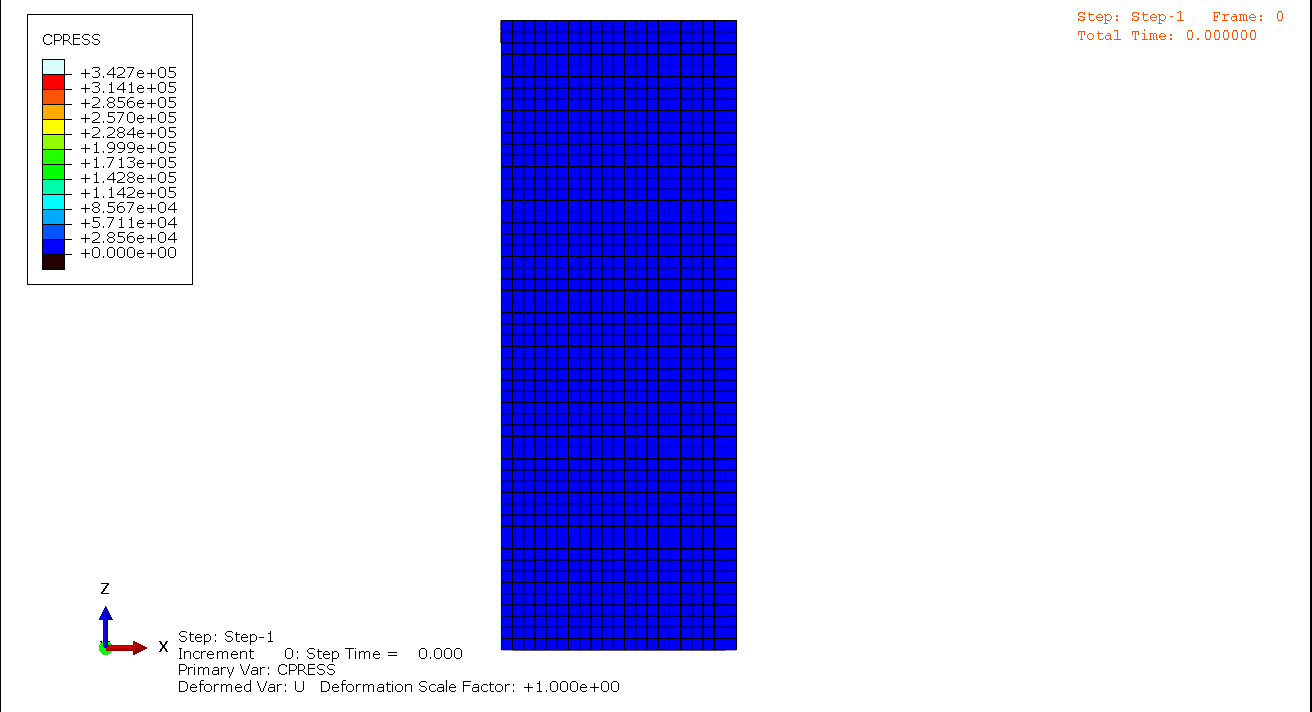 Step: Step-1 Frame: 0
Total Time: 0.000000
CPRESS
+3.427e+05
+3.141e+05
+2.856e+05
+2.570e+05
+2.284e+05
+1.999e+05
+1.713e+05
+1.428e+05
+1.142e+05
+8.567e+04
+5.711e+04
+2.856e+04
+0.000e+00
Z
X
Step: Step-1
Increment 0: Step Time = 0.000
Primary Var: CPRESS
Deformed Var: U Deformation Scale Factor: +1.000e+00